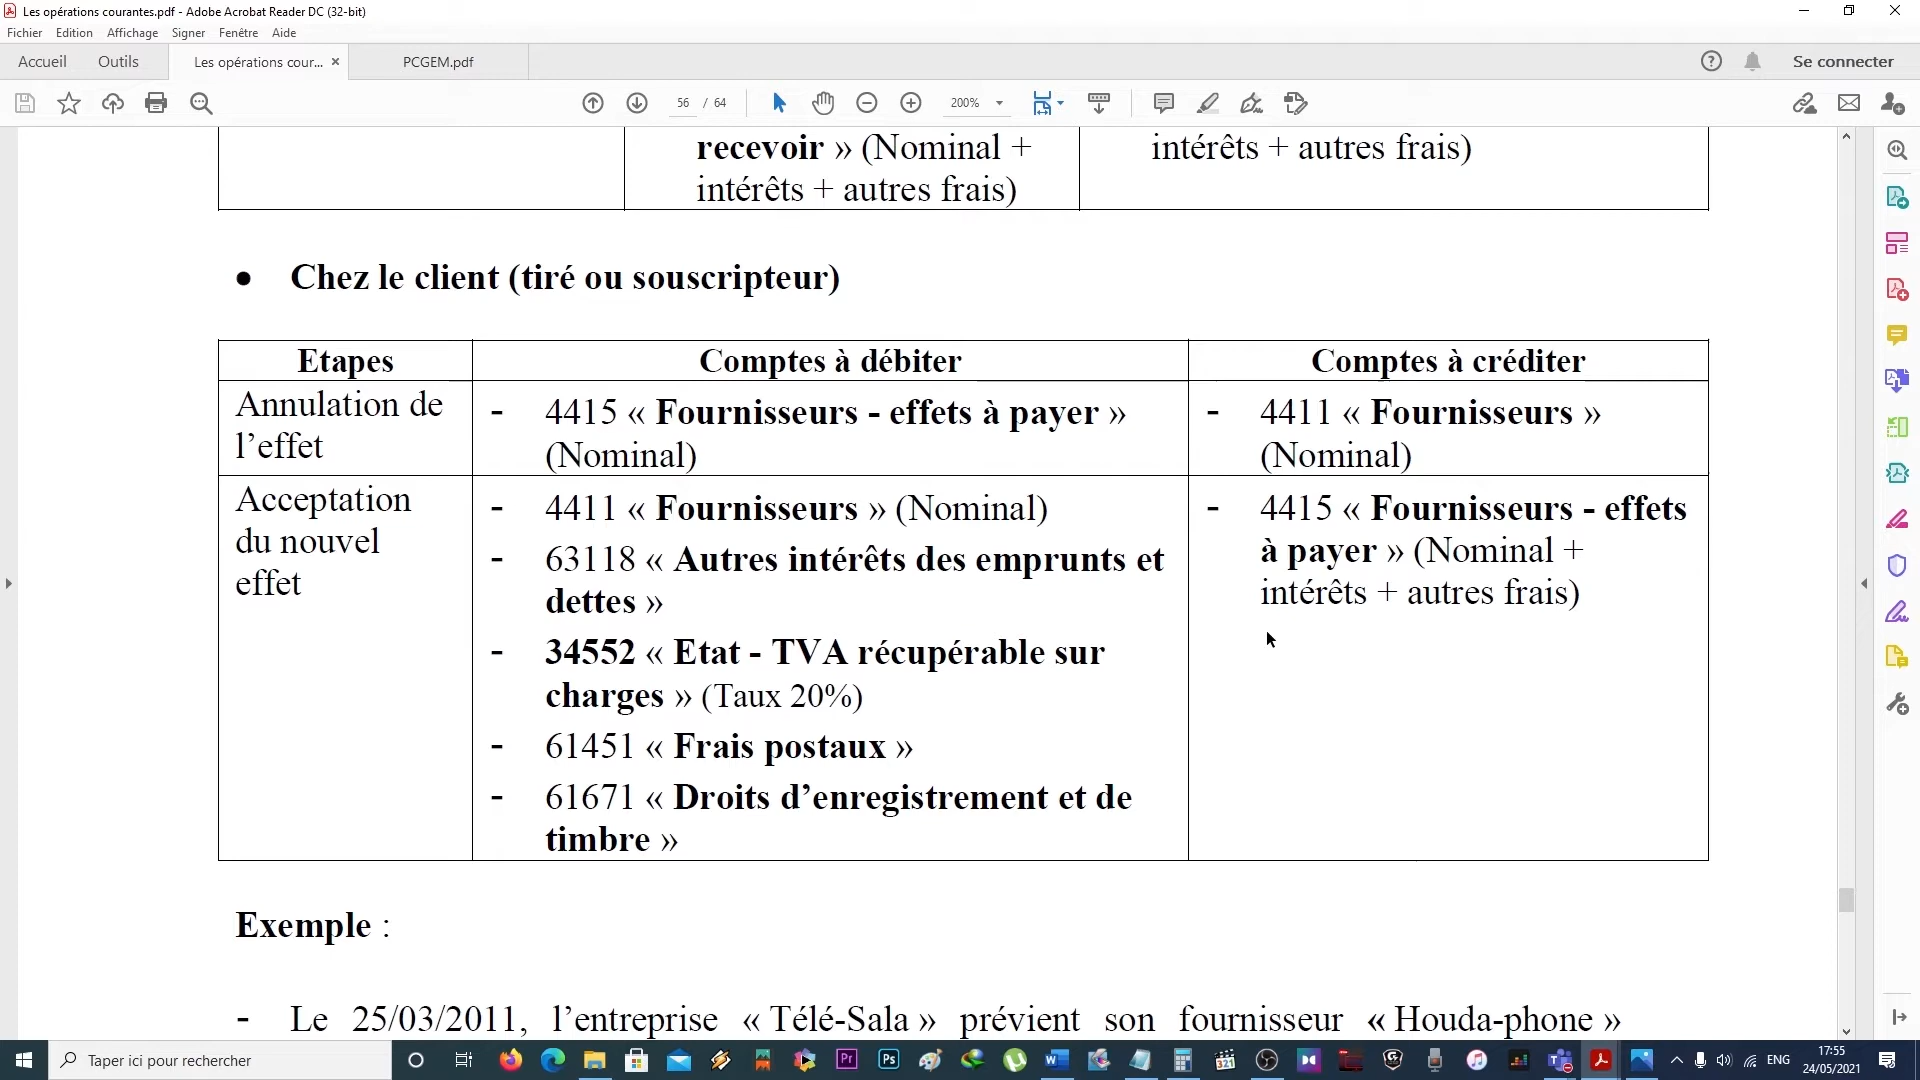 Les opérations courantes.pdf - Adobe Acrobat Reader DC (32-bit)
Fichier Edition Affichage Signer Fenêtre Aide
Accueil Outils Les opérations cour... × PCGEM.pdf Se connecter
56 / 64 200%
recevoir » (Nominal +
intérêts + autres frais)
intérêts + autres frais)
• Chez le client (tiré ou souscripteur)
Etapes Comptes à débiter Comptes à créditer
Annulation de
l’effet
- 4415 « Fournisseurs - effets à payer »
(Nominal)
- 4411 « Fournisseurs »
(Nominal)
Acceptation
du nouvel
effet
- 4411 « Fournisseurs » (Nominal)
- 63118 « Autres intérêts des emprunts et
dettes »
- 34552 « Etat - TVA récupérable sur
charges » (Taux 20%)
- 61451 « Frais postaux »
- 61671 « Droits d’enregistrement et de
timbre »
- 4415 « Fournisseurs - effets
à payer » (Nominal +
intérêts + autres frais)
Exemple :
- Le 25/03/2011, l’entreprise « Télé-Sala » prévient son fournisseur « Houda-phone »
Taper ici pour rechercher
Pr
Ps
321
ENG
17:55
24/05/2021